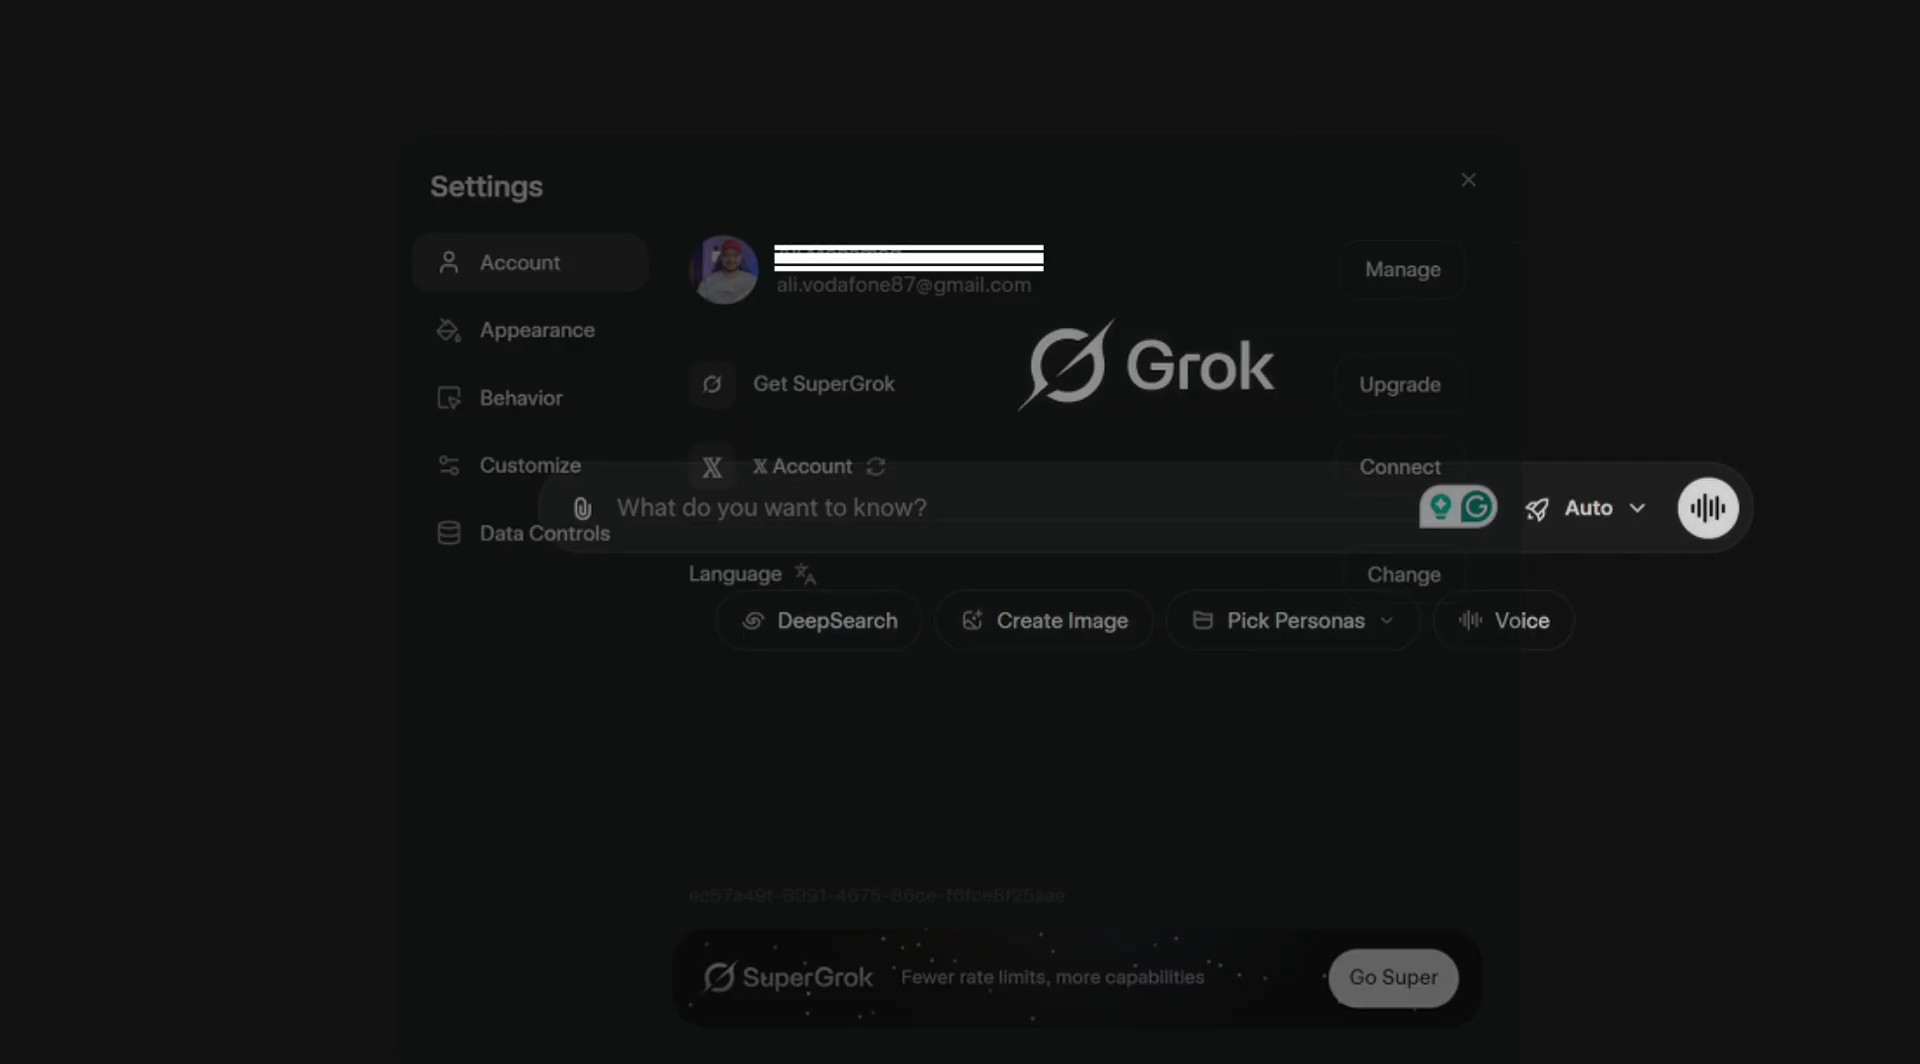 Settings
Account
ali.vodafone87@gmail.com
Manage
Appearance
Grok
Get SuperGrok
Upgrade
Behavior
Customize
X
𝕏 Account
Connect
What do you want to know?
Auto
Data Controls
Language
Change
DeepSearch
Create Image
Pick Personas
Voice
SuperGrok
Fewer rate limits, more capabilities
Go Super